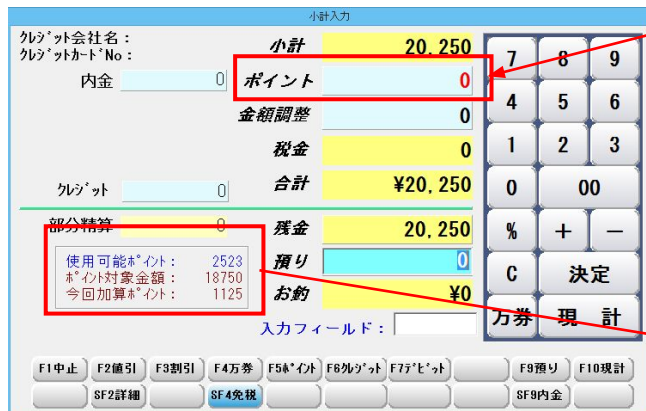 小計入力
クレジット会社名：
クレジットカードNo：
小計 20,250
内金 0 ポイント 0
金額調整 0
税金 0
クレジット 0 合計 ¥20,250
部分精算 0 残金 20,250
使用可能ポイント： 2523
ポイント対象金額： 18750
今回加算ポイント： 1125
預り 0
お釣 ¥0
入力フィールド：
7 8 9
4 5 6
1 2 3
0 00
% ＋ －
C 決定
万券 現 計
F1中止 F2値引 F3割引 F4万券 F5ポイント F6クレジット F7デビット F9預り F10現計
SF2詳細 SF4免税 SF9内金